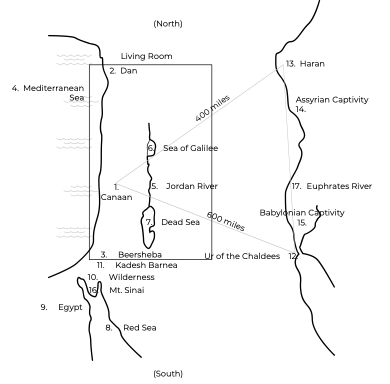 (North)
Living Room
2. Dan
13. Haran
4. Mediterranean
Sea
400 miles
Assyrian Captivity
14.
6. Sea of Galilee
1.
Canaan
5. Jordan River
17. Euphrates River
7. Dead Sea
600 miles
Babylonian Captivity
15.
3. Beersheba
Ur of the Chaldees 12.
11. Kadesh Barnea
10. Wilderness
16. Mt. Sinai
9. Egypt
8. Red Sea
(South)